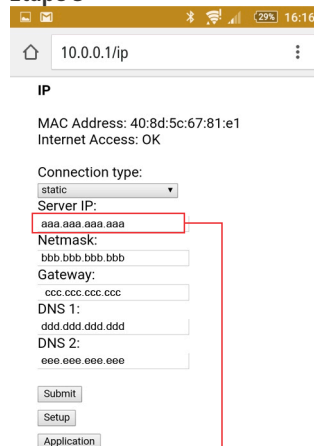 29% 16:16
10.0.0.1/ip
IP
MAC Address: 40:8d:5c:67:81:e1
Internet Access: OK
Connection type:
static
Server IP:
aaa.aaa.aaa.aaa
Netmask:
bbb.bbb.bbb.bbb
Gateway:
ccc.ccc.ccc.ccc
DNS 1:
ddd.ddd.ddd.ddd
DNS 2:
eee.eee.eee.eee
Submit
Setup
Application